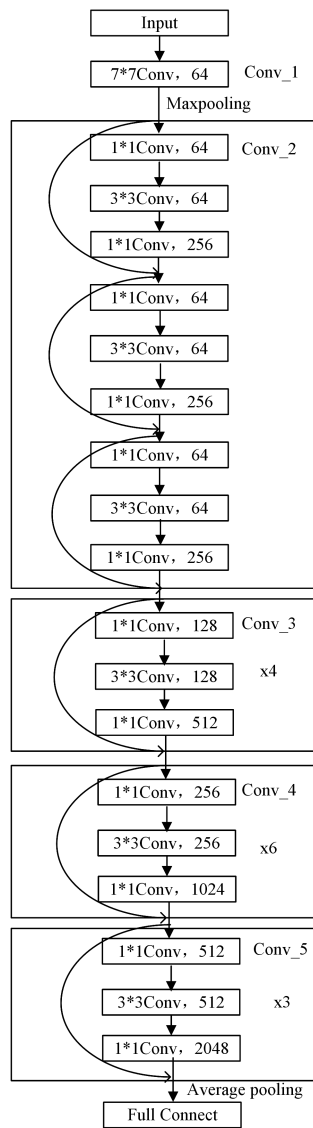 Input
7*7Conv，64 Conv_1
Maxpooling
1*1Conv，64 Conv_2
3*3Conv，64
1*1Conv，256
1*1Conv，64
3*3Conv，64
1*1Conv，256
1*1Conv，64
3*3Conv，64
1*1Conv，256
1*1Conv，128 Conv_3
3*3Conv，128 x4
1*1Conv，512
1*1Conv，256 Conv_4
3*3Conv，256 x6
1*1Conv，1024
1*1Conv，512 Conv_5
3*3Conv，512 x3
1*1Conv，2048
Average pooling
Full Connect